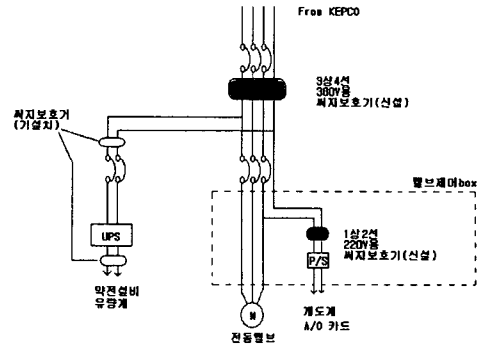 From KEPCO
3상4선
380V용
써지보호기(신설)
써지보호기
(기설치)
밸브제어box
UPS
1상2선
220V용
써지보호기(신설)
P/S
약전설비
유량계
M
전동밸브
개도계
A/O 카드